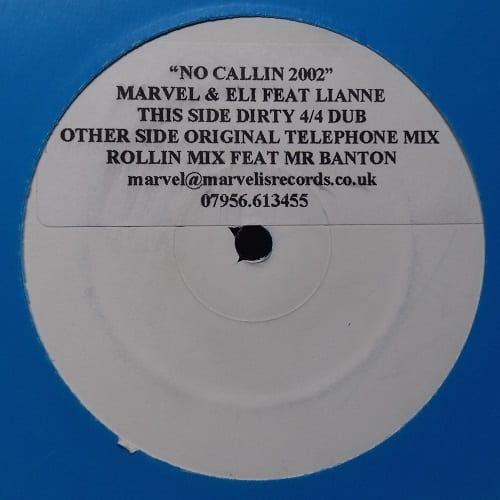 “NO CALLIN 2002”
MARVEL & ELI FEAT LIANNE
THIS SIDE DIRTY 4/4 DUB
OTHER SIDE ORIGINAL TELEPHONE MIX
ROLLIN MIX FEAT MR BANTON
marvel@marvelisrecords.co.uk
07956.613455